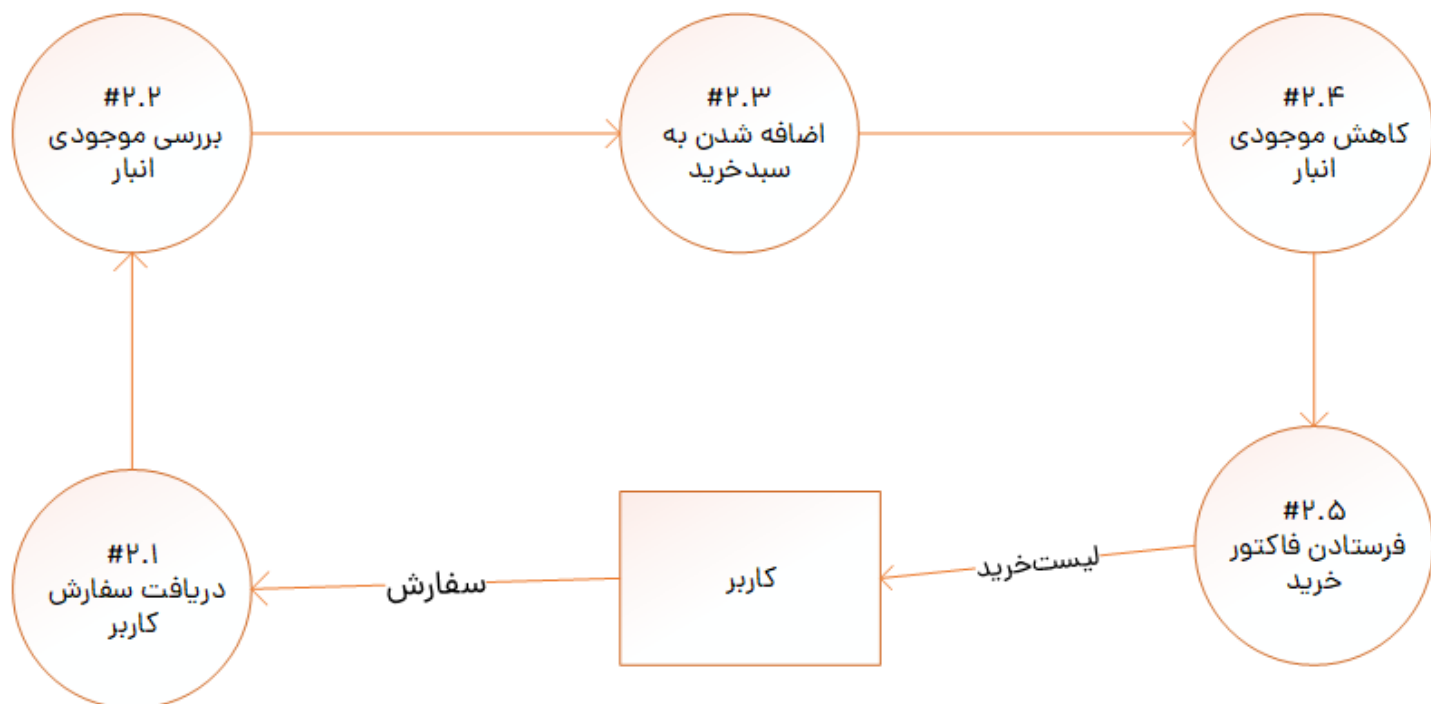 #۲.۲
بررسی موجودی
انبار
#۲.۳
اضافه شدن به
سبدخرید
#۲.۴
کاهش موجودی
انبار
#۲.۱
دریافت سفارش
کاربر
سفارش
کاربر
لیست‌خرید
#۲.۵
فرستادن فاکتور
خرید